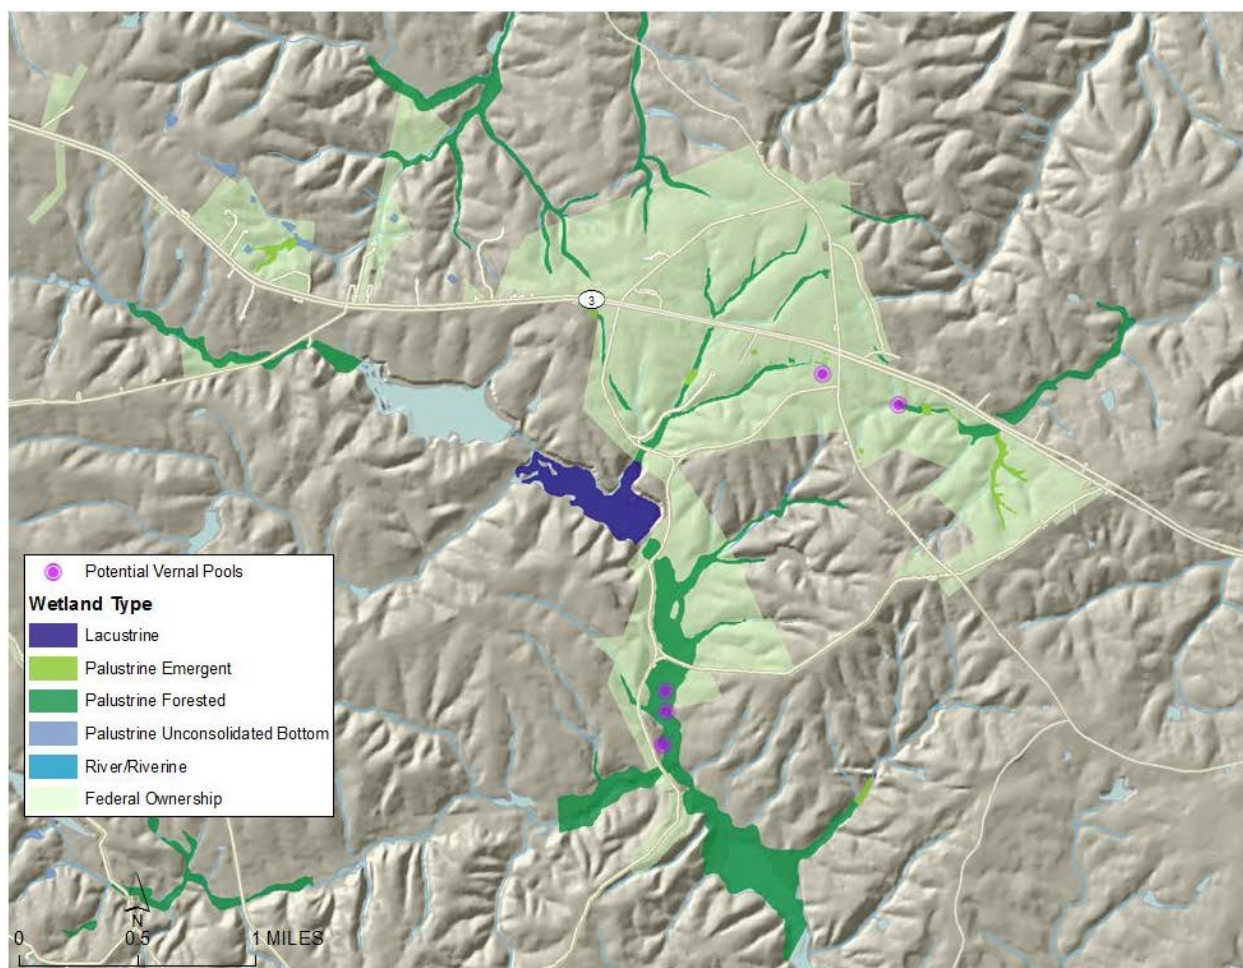 3
Potential Vernal Pools
Wetland Type
Lacustrine
Palustrine Emergent
Palustrine Forested
Palustrine Unconsolidated Bottom
River/Riverine
Federal Ownership
N
0 0.5 1 MILES